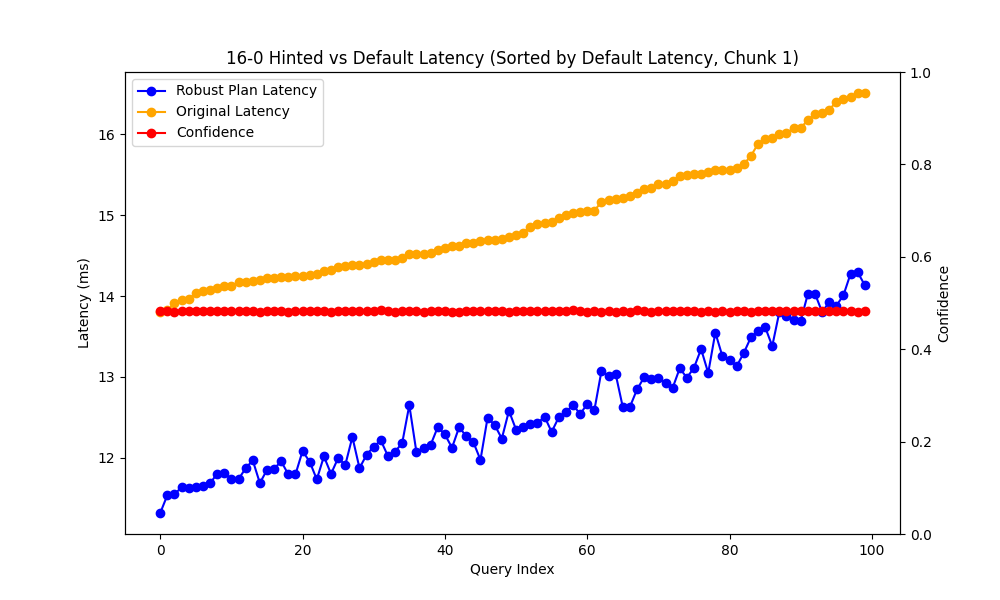 16-0 Hinted vs Default Latency (Sorted by Default Latency, Chunk 1)
Robust Plan Latency
Original Latency
Confidence
Latency (ms)
16
15
14
13
12
1.0
0.8
0.6
0.4
0.2
0.0
Confidence
0 20 40 60 80 100
Query Index